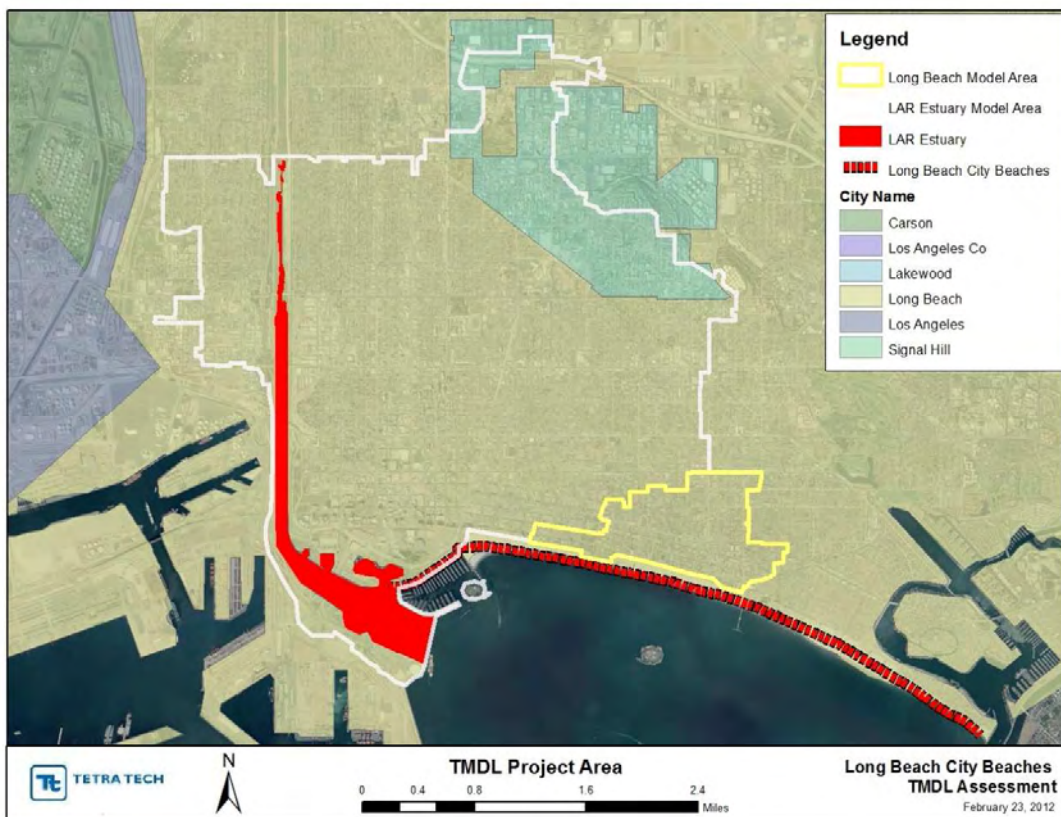 Legend
Long Beach Model Area
LAR Estuary Model Area
LAR Estuary
Long Beach City Beaches
City Name
Carson
Los Angeles Co
Lakewood
Long Beach
Los Angeles
Signal Hill
Tt
TETRA TECH
N
TMDL Project Area
0 0.4 0.8 1.6 2.4
Miles
Long Beach City Beaches
TMDL Assessment
February 23, 2012